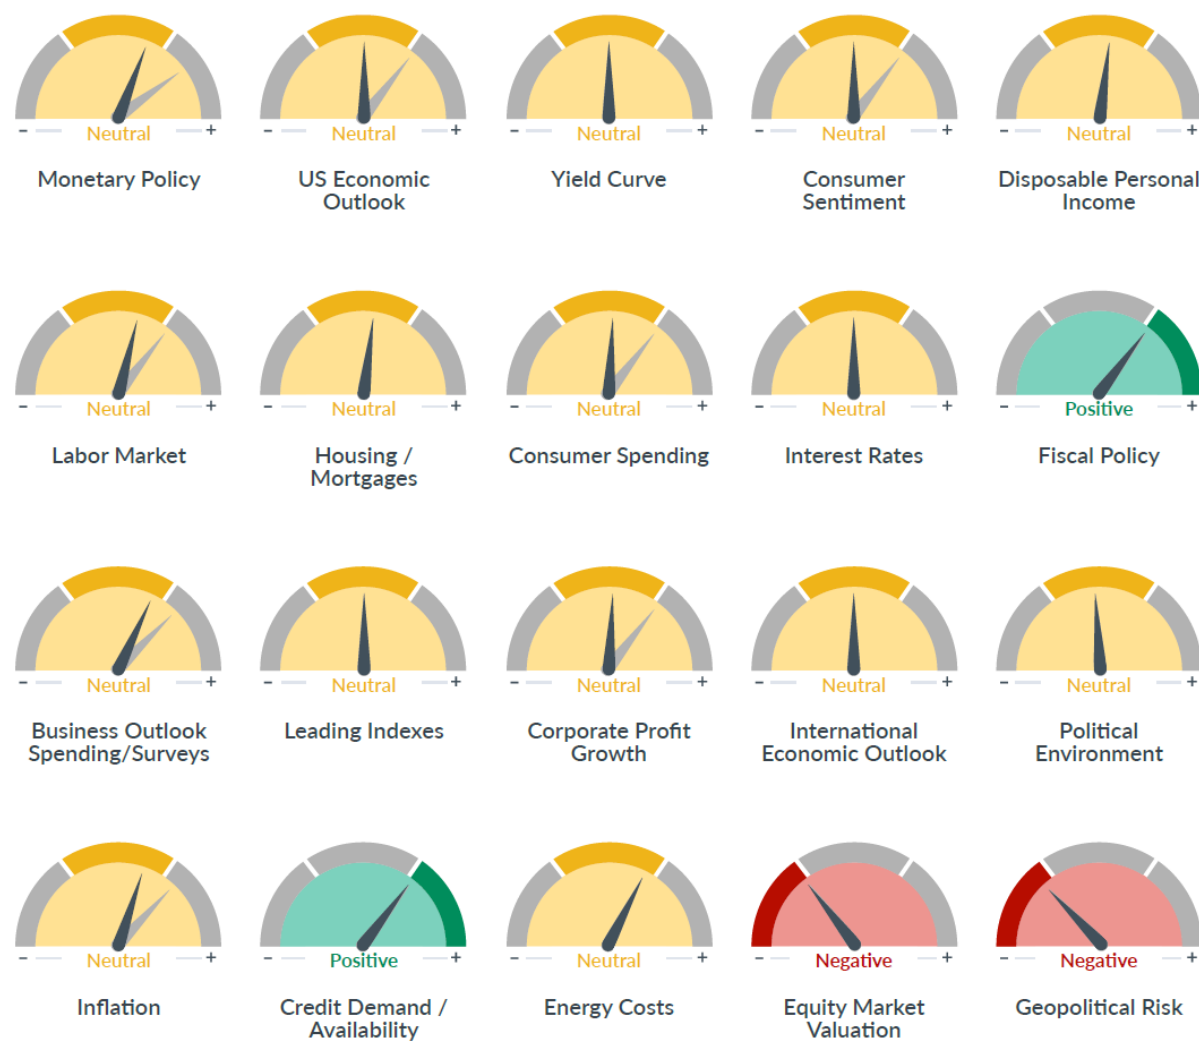 - Neutral +
- Neutral +
- Neutral +
- Neutral +
- Neutral +
Monetary Policy
US Economic
Outlook
Yield Curve
Consumer
Sentiment
Disposable Personal
Income
- Neutral +
- Neutral +
- Neutral +
- Neutral +
- Positive +
Labor Market
Housing /
Mortgages
Consumer Spending
Interest Rates
Fiscal Policy
- Neutral +
- Neutral +
- Neutral +
- Neutral +
- Neutral +
Business Outlook
Spending/Surveys
Leading Indexes
Corporate Profit
Growth
International
Economic Outlook
Political
Environment
- Neutral +
- Positive +
- Neutral +
- Negative +
- Negative +
Inflation
Credit Demand /
Availability
Energy Costs
Equity Market
Valuation
Geopolitical Risk